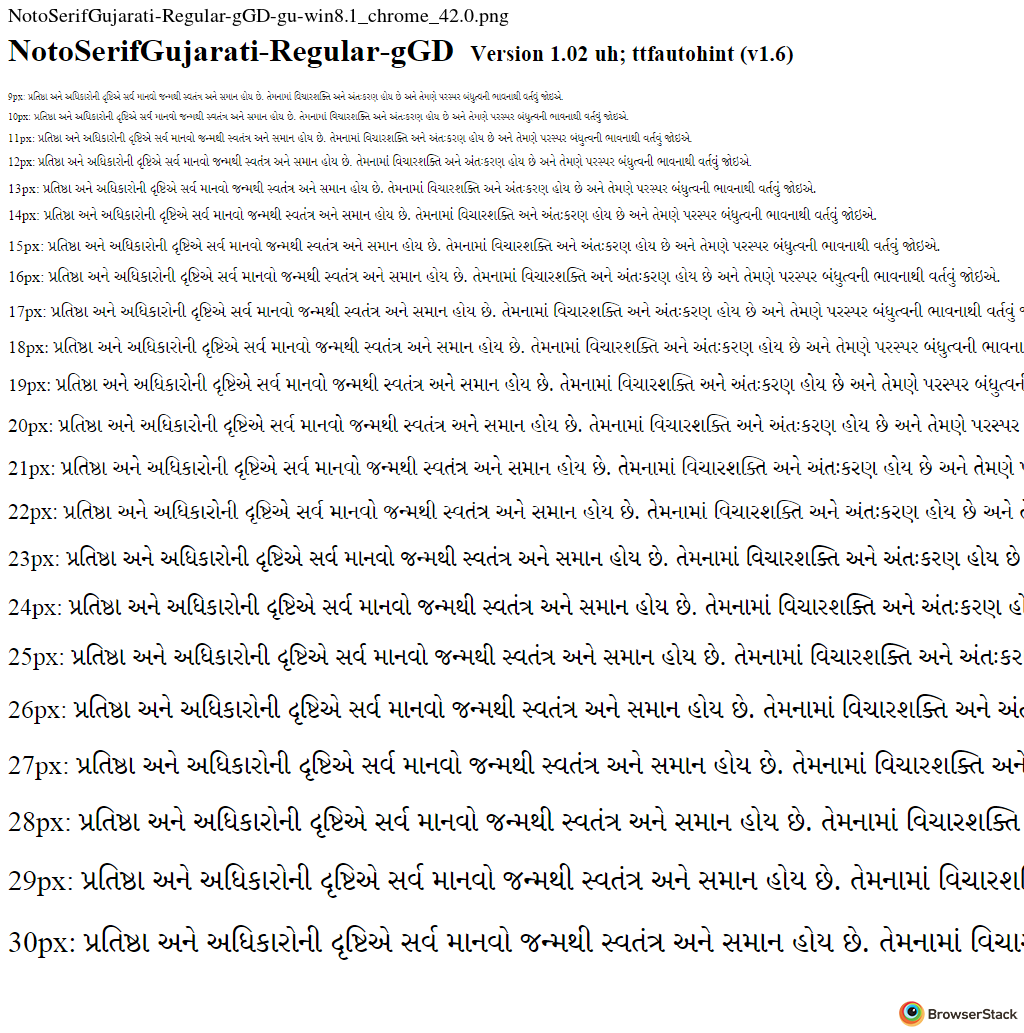 NotoSerifGujarati-Regular-gGD-gu-win8.1_chrome_42.0.png
NotoSerifGujarati-Regular-gGD Version 1.02 uh; ttfautohint (v1.6)
9px: પ્રતિષ્ઠા અને અધિકારોની દૃષ્ટિએ સર્વ માનવો જન્મથી સ્વતંત્ર અને સમાન હોય છે. તેમનામાં વિચારશક્તિ અને અંતઃકરણ હોય છે અને તેમણે પરસ્પર બંધુત્વની ભાવનાથી વર્તવું જોઇએ.
10px: પ્રતિષ્ઠા અને અધિકારોની દૃષ્ટિએ સર્વ માનવો જન્મથી સ્વતંત્ર અને સમાન હોય છે. તેમનામાં વિચારશક્તિ અને અંતઃકરણ હોય છે અને તેમણે પરસ્પર બંધુત્વની ભાવનાથી વર્તવું જોઇએ.
11px: પ્રતિષ્ઠા અને અધિકારોની દૃષ્ટિએ સર્વ માનવો જન્મથી સ્વતંત્ર અને સમાન હોય છે. તેમનામાં વિચારશક્તિ અને અંતઃકરણ હોય છે અને તેમણે પરસ્પર બંધુત્વની ભાવનાથી વર્તવું જોઇએ.
12px: પ્રતિષ્ઠા અને અધિકારોની દૃષ્ટિએ સર્વ માનવો જન્મથી સ્વતંત્ર અને સમાન હોય છે. તેમનામાં વિચારશક્તિ અને અંતઃકરણ હોય છે અને તેમણે પરસ્પર બંધુત્વની ભાવનાથી વર્તવું જોઇએ.
13px: પ્રતિષ્ઠા અને અધિકારોની દૃષ્ટિએ સર્વ માનવો જન્મથી સ્વતંત્ર અને સમાન હોય છે. તેમનામાં વિચારશક્તિ અને અંતઃકરણ હોય છે અને તેમણે પરસ્પર બંધુત્વની ભાવનાથી વર્તવું જોઇએ.
14px: પ્રતિષ્ઠા અને અધિકારોની દૃષ્ટિએ સર્વ માનવો જન્મથી સ્વતંત્ર અને સમાન હોય છે. તેમનામાં વિચારશક્તિ અને અંતઃકરણ હોય છે અને તેમણે પરસ્પર બંધુત્વની ભાવનાથી વર્તવું જોઇએ.
15px: પ્રતિષ્ઠા અને અધિકારોની દૃષ્ટિએ સર્વ માનવો જન્મથી સ્વતંત્ર અને સમાન હોય છે. તેમનામાં વિચારશક્તિ અને અંતઃકરણ હોય છે અને તેમણે પરસ્પર બંધુત્વની ભાવનાથી વર્તવું જોઇએ.
16px: પ્રતિષ્ઠા અને અધિકારોની દૃષ્ટિએ સર્વ માનવો જન્મથી સ્વતંત્ર અને સમાન હોય છે. તેમનામાં વિચારશક્તિ અને અંતઃકરણ હોય છે અને તેમણે પરસ્પર બંધુત્વની ભાવનાથી વર્તવું જોઇએ.
17px: પ્રતિષ્ઠા અને અધિકારોની દૃષ્ટિએ સર્વ માનવો જન્મથી સ્વતંત્ર અને સમાન હોય છે. તેમનામાં વિચારશક્તિ અને અંતઃકરણ હોય છે અને તેમણે પરસ્પર બંધુત્વની ભાવનાથી વર્તવું
18px: પ્રતિષ્ઠા અને અધિકારોની દૃષ્ટિએ સર્વ માનવો જન્મથી સ્વતંત્ર અને સમાન હોય છે. તેમનામાં વિચારશક્તિ અને અંતઃકરણ હોય છે અને તેમણે પરસ્પર બંધુત્વની ભાવના
19px: પ્રતિષ્ઠા અને અધિકારોની દૃષ્ટિએ સર્વ માનવો જન્મથી સ્વતંત્ર અને સમાન હોય છે. તેમનામાં વિચારશક્તિ અને અંતઃકરણ હોય છે અને તેમણે પરસ્પર બંધુત્વની
20px: પ્રતિષ્ઠા અને અધિકારોની દૃષ્ટિએ સર્વ માનવો જન્મથી સ્વતંત્ર અને સમાન હોય છે. તેમનામાં વિચારશક્તિ અને અંતઃકરણ હોય છે અને તેમણે પરસ્પર
21px: પ્રતિષ્ઠા અને અધિકારોની દૃષ્ટિએ સર્વ માનવો જન્મથી સ્વતંત્ર અને સમાન હોય છે. તેમનામાં વિચારશક્તિ અને અંતઃકરણ હોય છે અને તેમણે
22px: પ્રતિષ્ઠા અને અધિકારોની દૃષ્ટિએ સર્વ માનવો જન્મથી સ્વતંત્ર અને સમાન હોય છે. તેમનામાં વિચારશક્તિ અને અંતઃકરણ હોય છે અને
23px: પ્રતિષ્ઠા અને અધિકારોની દૃષ્ટિએ સર્વ માનવો જન્મથી સ્વતંત્ર અને સમાન હોય છે. તેમનામાં વિચારશક્તિ અને અંતઃકરણ હોય છે
24px: પ્રતિષ્ઠા અને અધિકારોની દૃષ્ટિએ સર્વ માનવો જન્મથી સ્વતંત્ર અને સમાન હોય છે. તેમનામાં વિચારશક્તિ અને અંતઃકરણ હો
25px: પ્રતિષ્ઠા અને અધિકારોની દૃષ્ટિએ સર્વ માનવો જન્મથી સ્વતંત્ર અને સમાન હોય છે. તેમનામાં વિચારશક્તિ અને અંતઃકર
26px: પ્રતિષ્ઠા અને અધિકારોની દૃષ્ટિએ સર્વ માનવો જન્મથી સ્વતંત્ર અને સમાન હોય છે. તેમનામાં વિચારશક્તિ અને અંત
27px: પ્રતિષ્ઠા અને અધિકારોની દૃષ્ટિએ સર્વ માનવો જન્મથી સ્વતંત્ર અને સમાન હોય છે. તેમનામાં વિચારશક્તિ અને
28px: પ્રતિષ્ઠા અને અધિકારોની દૃષ્ટિએ સર્વ માનવો જન્મથી સ્વતંત્ર અને સમાન હોય છે. તેમનામાં વિચારશક્તિ
29px: પ્રતિષ્ઠા અને અધિકારોની દૃષ્ટિએ સર્વ માનવો જન્મથી સ્વતંત્ર અને સમાન હોય છે. તેમનામાં વિચારશ
30px: પ્રતિષ્ઠા અને અધિકારોની દૃષ્ટિએ સર્વ માનવો જન્મથી સ્વતંત્ર અને સમાન હોય છે. તેમનામાં વિચા
BrowserStack